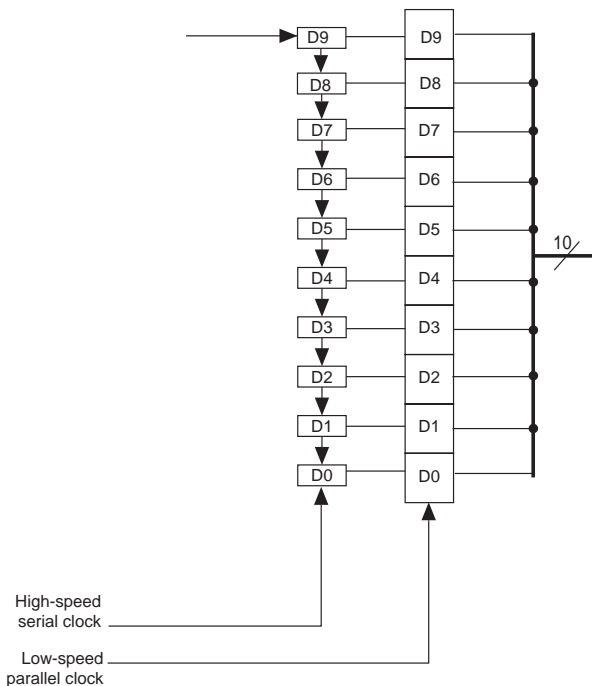 D9 D9
D8 D8
D7 D7
D6 D6
D5 D5
10
D4 D4
D3 D3
D2 D2
D1 D1
D0 D0
High-speed
serial clock
Low-speed
parallel clock